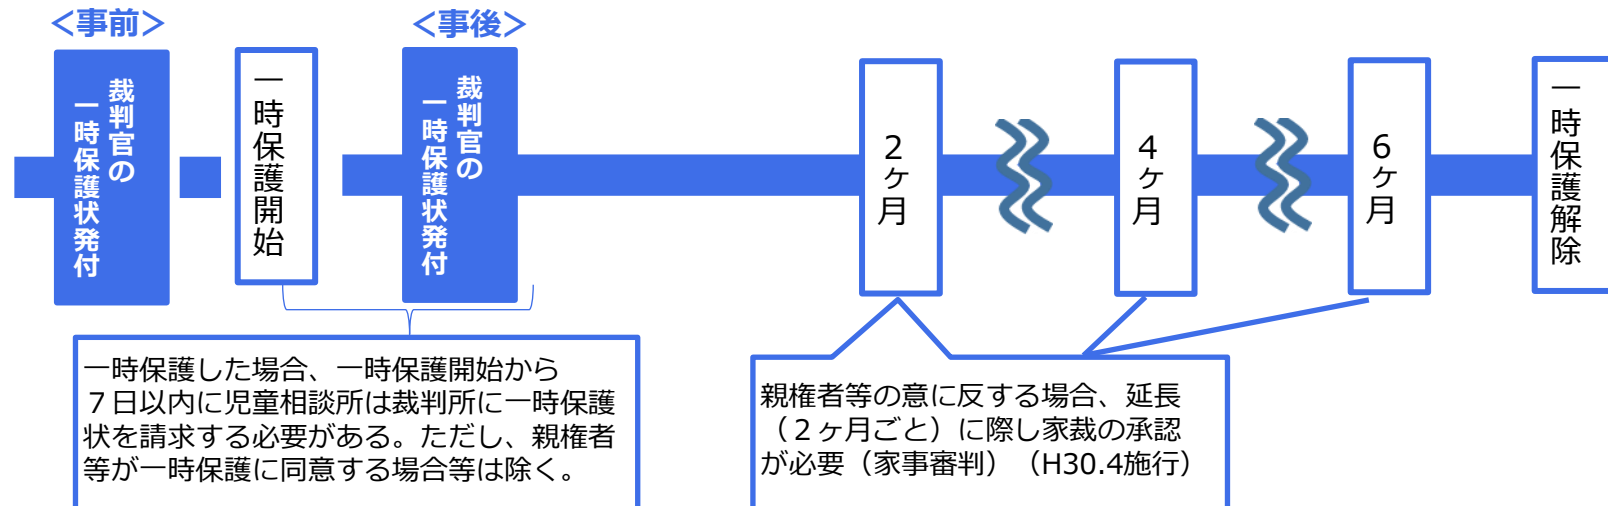 ＜事前＞
裁判官の
一時保護状発付
一時保護開始
＜事後＞
裁判官の
一時保護状発付
２ヶ月
４ヶ月
６ヶ月
一時保護解除
一時保護した場合、一時保護開始から
７日以内に児童相談所は裁判所に一時保護
状を請求する必要がある。ただし、親権者
等が一時保護に同意する場合等は除く。
親権者等の意に反する場合、延長
（２ヶ月ごと）に際し家裁の承認
が必要（家事審判）（H30.4施行）